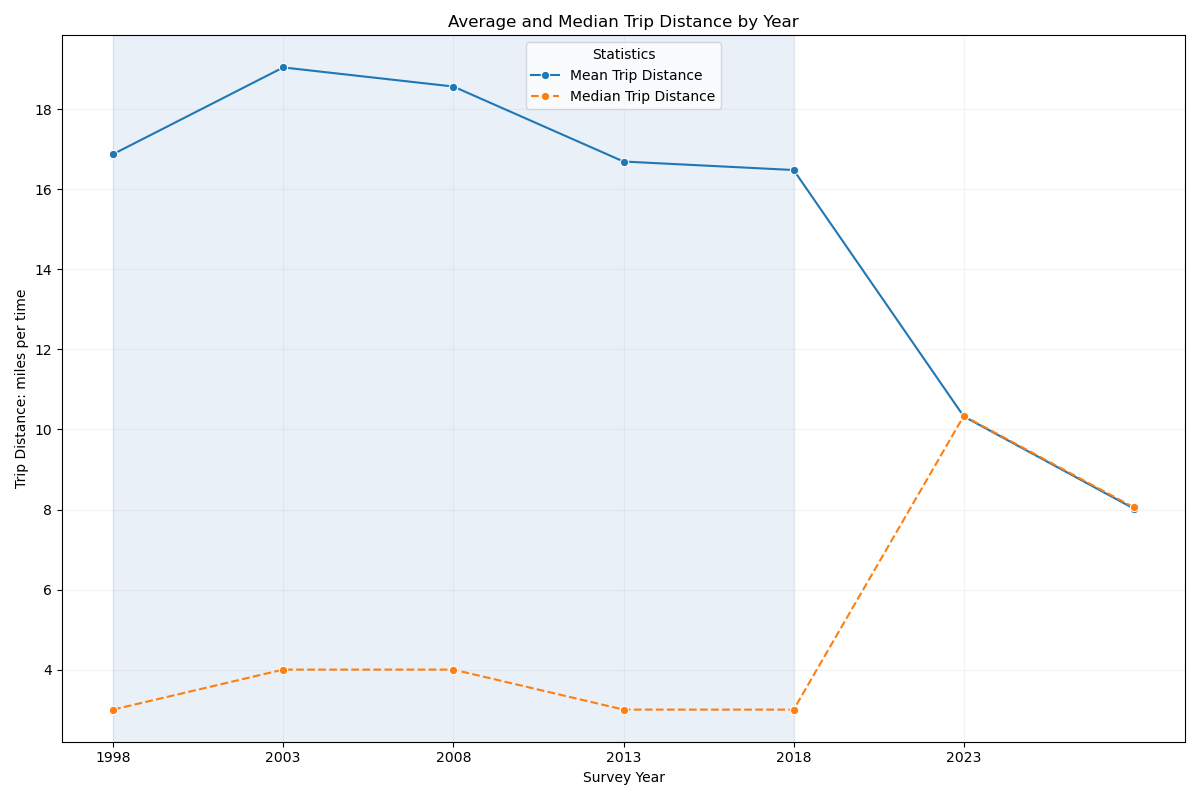 Average and Median Trip Distance by Year
Statistics
Mean Trip Distance
Median Trip Distance
18
16
14
12
10
8
6
4
Trip Distance: miles per time
1998 2003 2008 2013 2018 2023
Survey Year